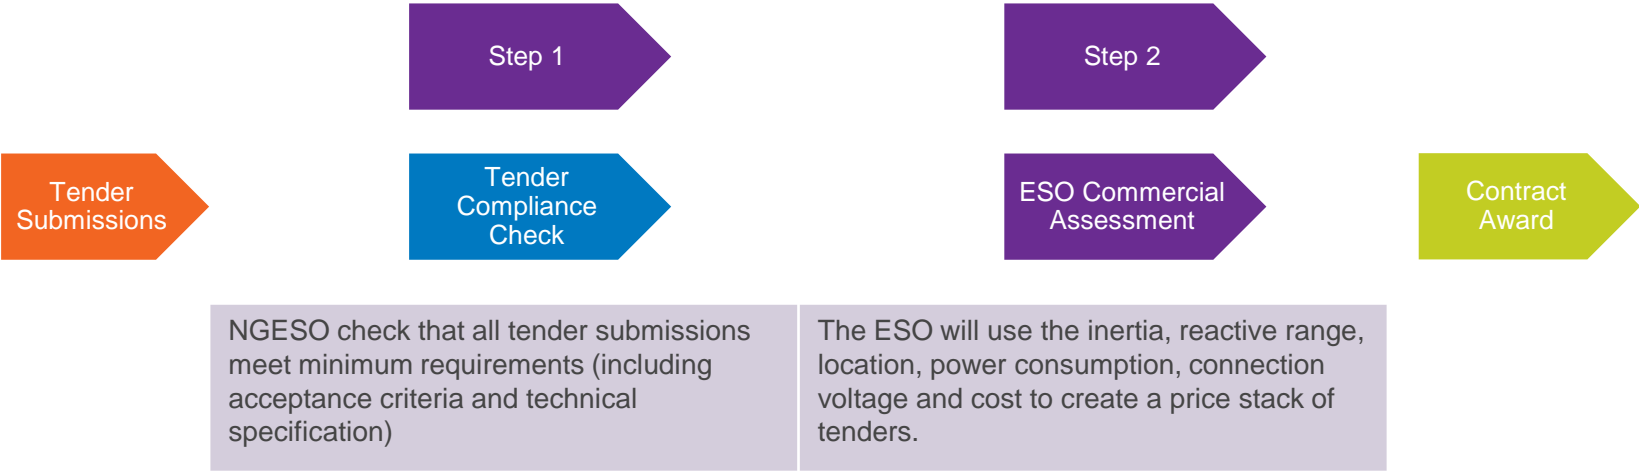 Step 1
Step 2
Tender
Submissions
Tender
Compliance
Check
ESO Commercial
Assessment
Contract
Award
NGESO check that all tender submissions
meet minimum requirements (including
acceptance criteria and technical
specification)
The ESO will use the inertia, reactive range,
location, power consumption, connection
voltage and cost to create a price stack of
tenders.